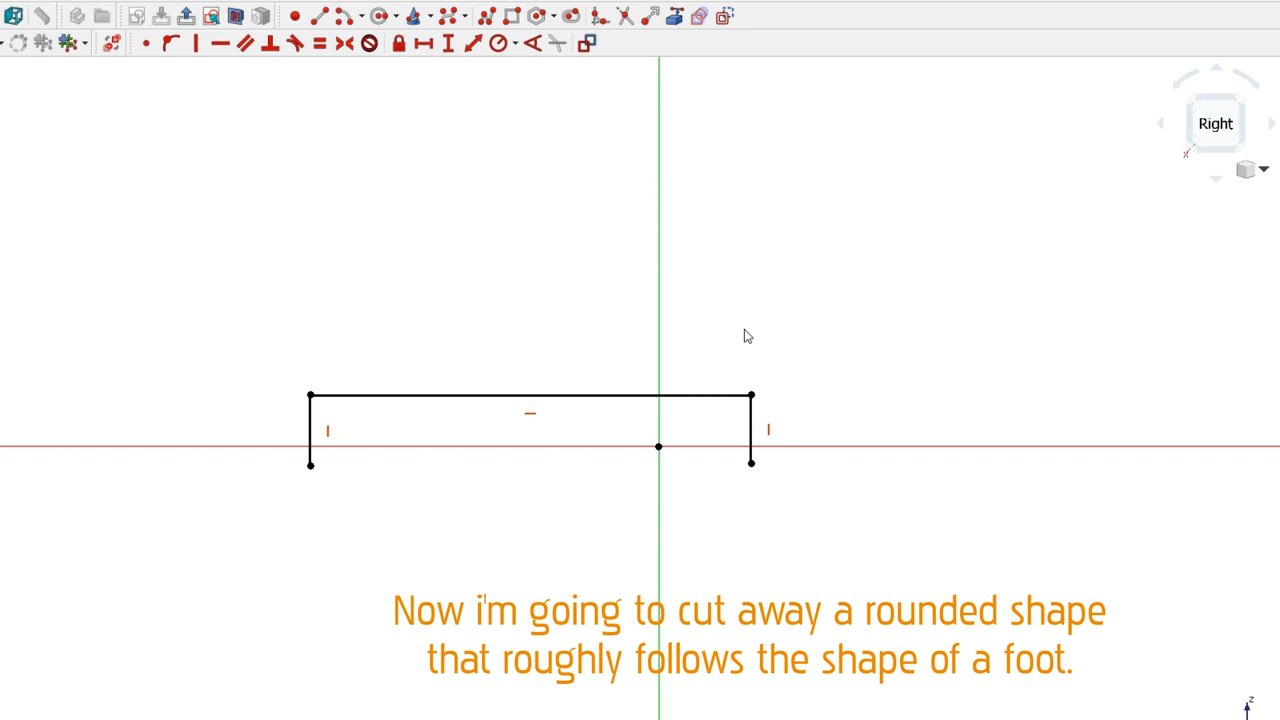 Right
x
Now i'm going to cut away a rounded shape
that roughly follows the shape of a foot.
z